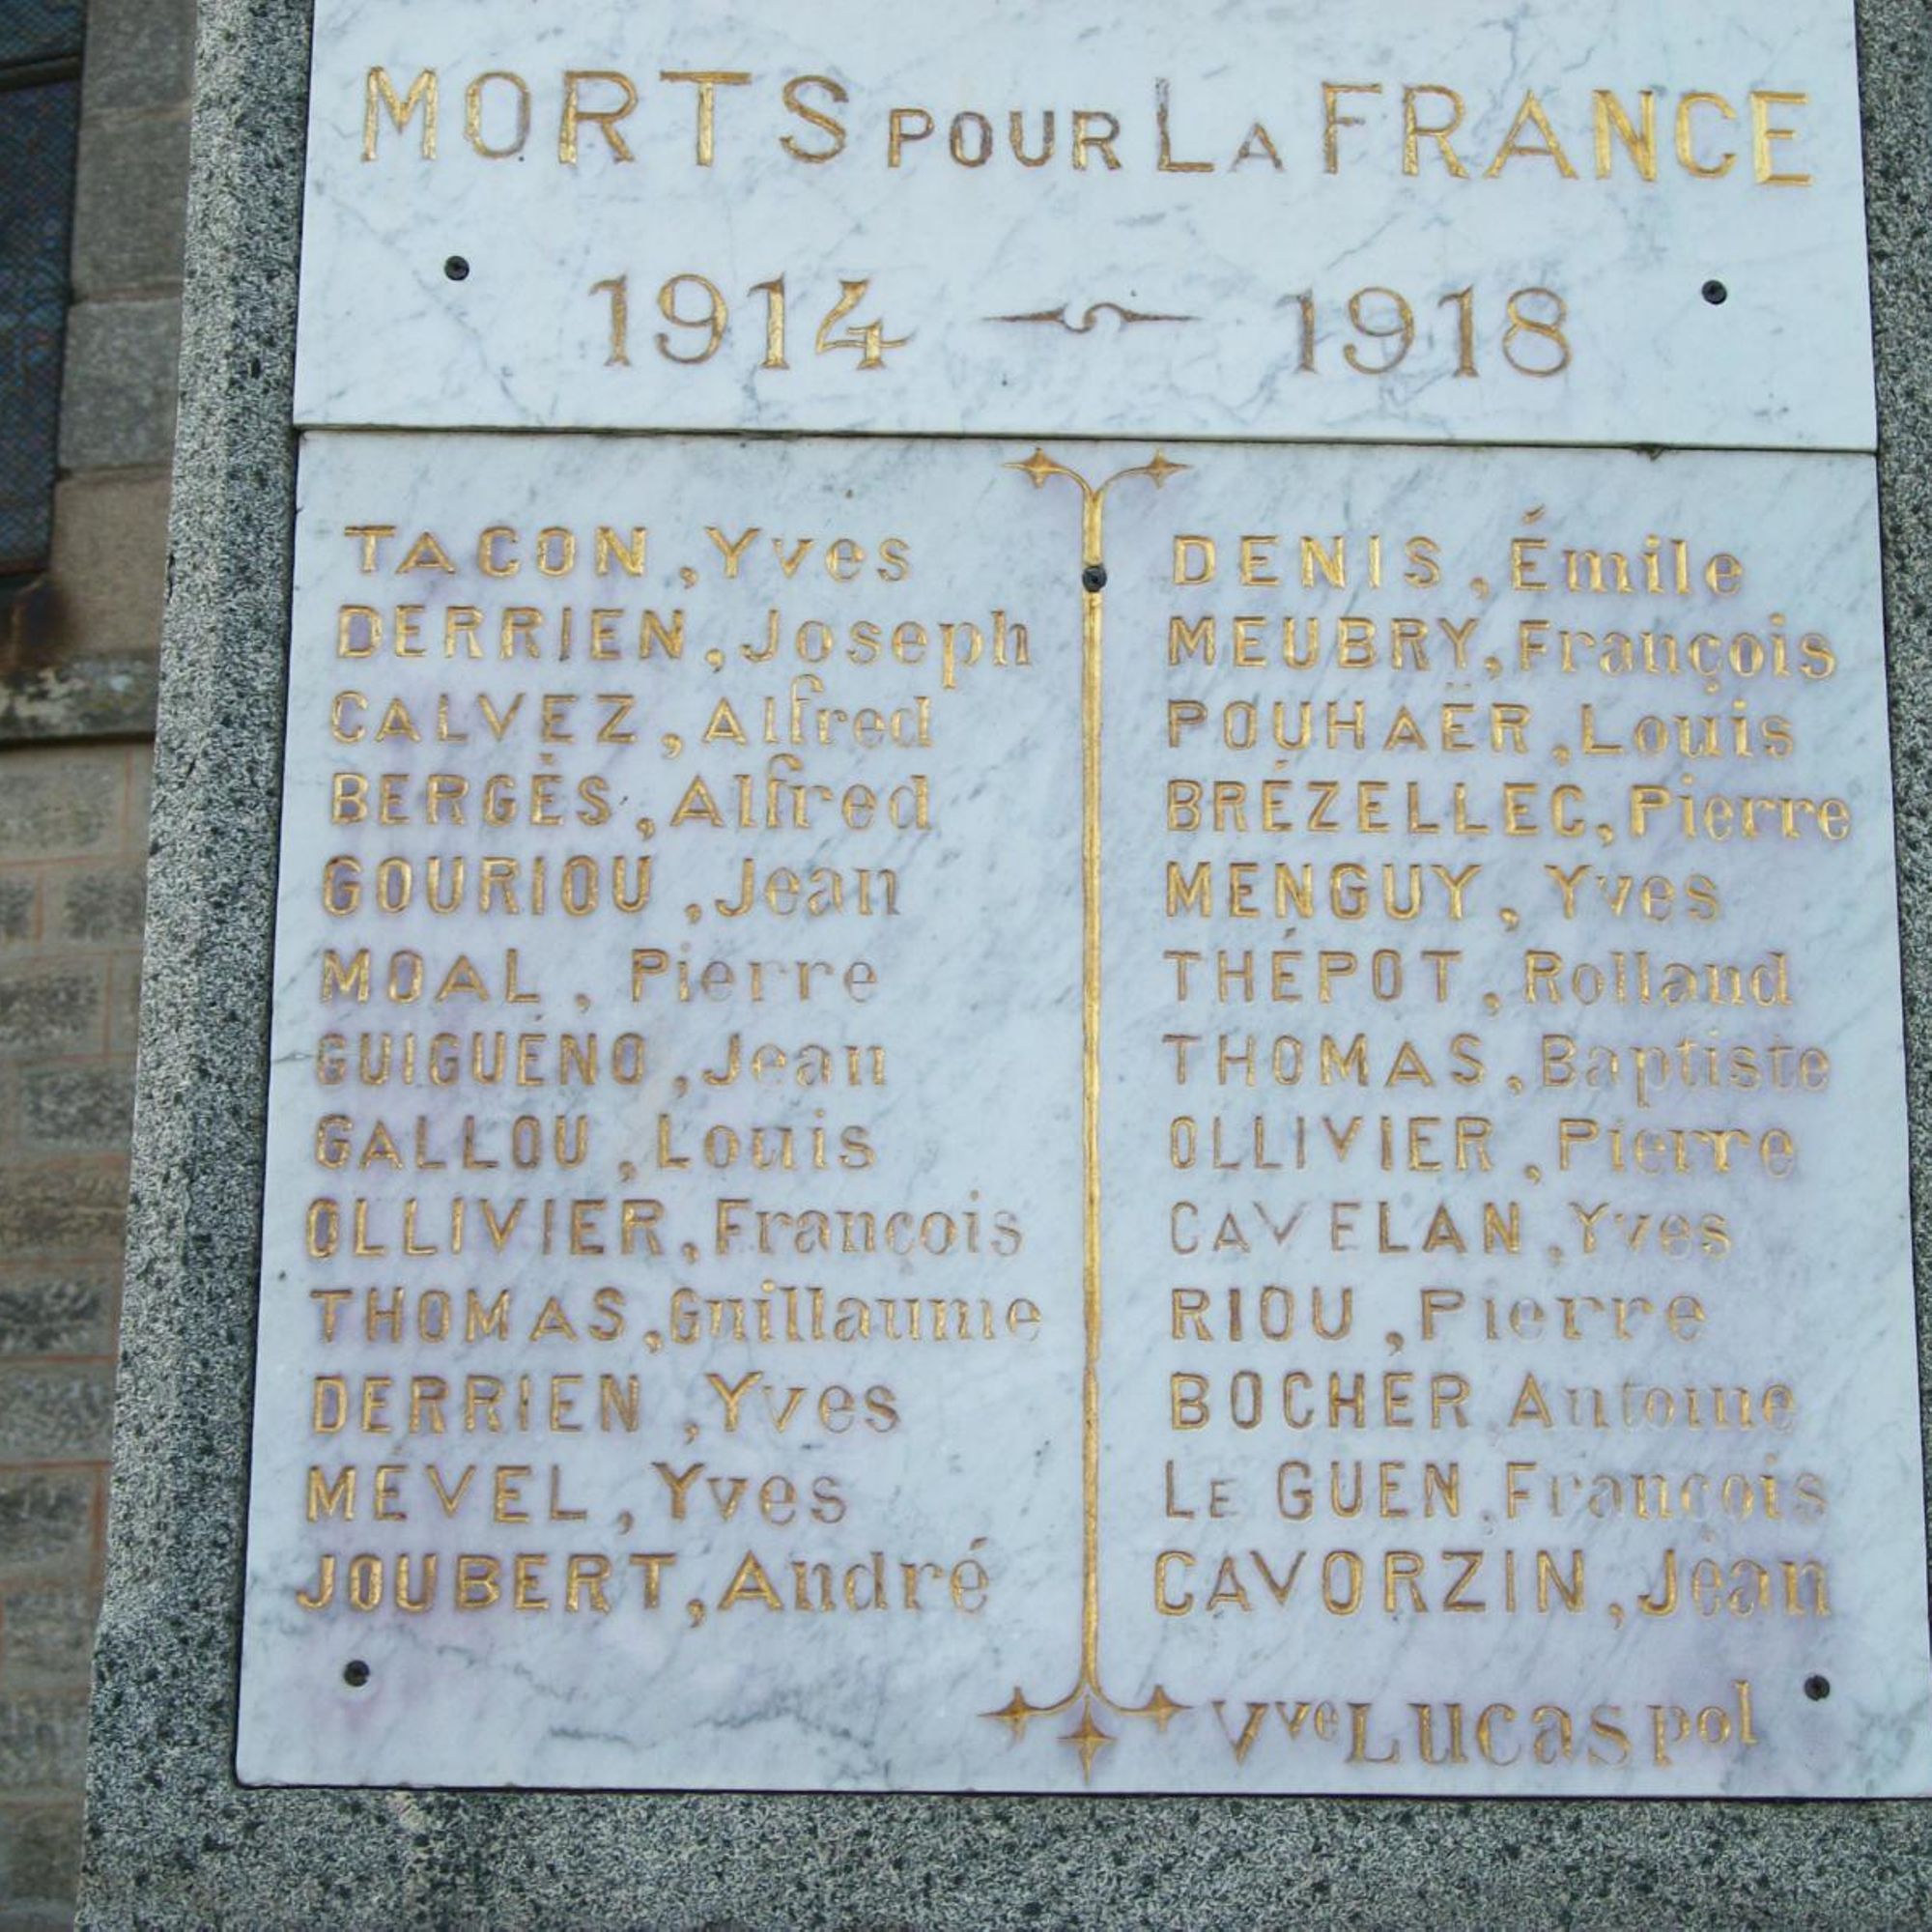 MORTS POUR LA FRANCE
1914 1918
TACON, Yves
DERRIEN, Joseph
CALVEZ, Alfred
BERGÈS, Alfred
GOURIOU, Jean
MOAL, Pierre
GUIGUÉNO, Jean
GALLOU, Louis
OLLIVIER, François
THOMAS, Guillaume
DERRIEN, Yves
MÉVEL, Yves
JOUBERT, André
DENIS, Émile
MEUBRY, François
POUHAËR, Louis
BRÉZELLEC, Pierre
MENGUY, Yves
THÉPOT, Rolland
THOMAS, Baptiste
OLLIVIER, Pierre
CAVELAN, Yves
RIOU, Pierre
BOCHER, Antoine
LE GUEN, François
CAVORZIN, Jean
Vve Lucas pol